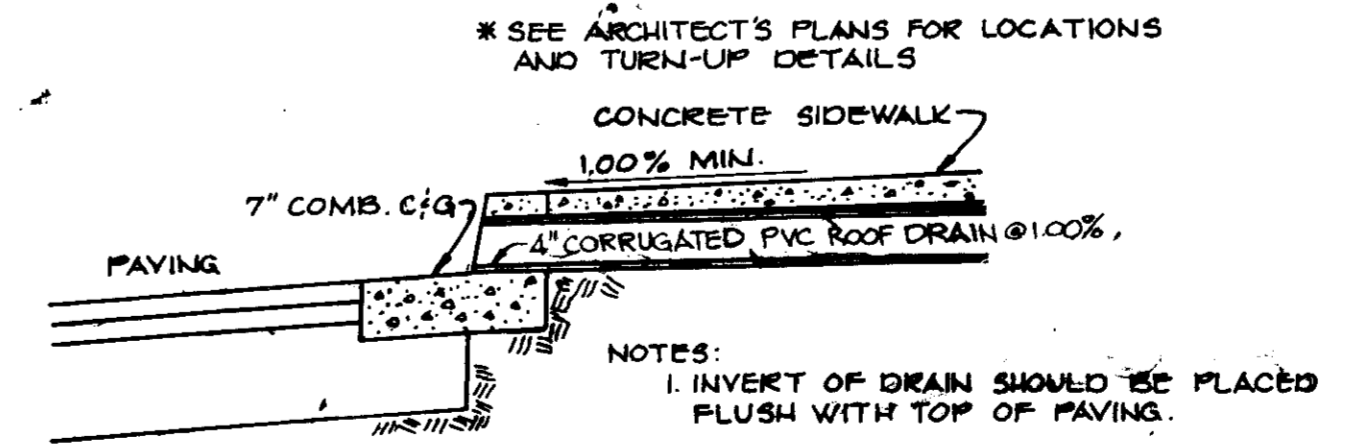 * SEE ARCHITECT'S PLANS FOR LOCATIONS
AND TURN-UP DETAILS
CONCRETE SIDEWALK
1.00% MIN.
7" COMB. C&G
4" CORRUGATED PVC ROOF DRAIN @ 1.00%,
PAVING
NOTES:
1. INVERT OF DRAIN SHOULD BE PLACED
FLUSH WITH TOP OF PAVING.